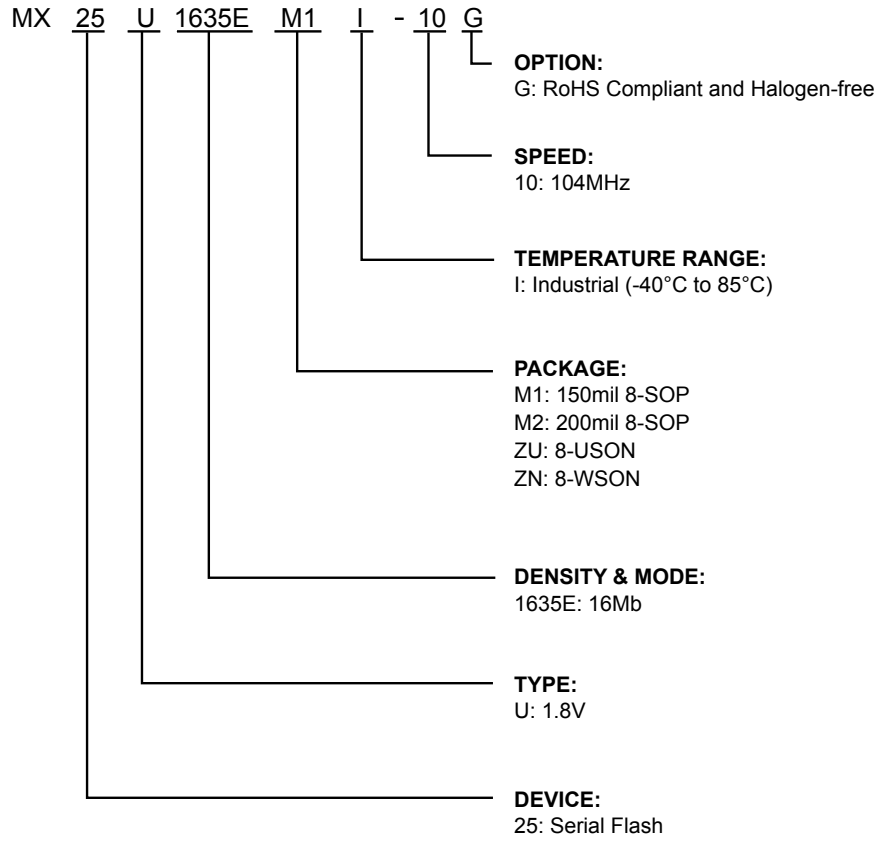 MX 25 U 1635E M1 I - 10 G
OPTION:
G: RoHS Compliant and Halogen-free
SPEED:
10: 104MHz
TEMPERATURE RANGE:
I: Industrial (-40°C to 85°C)
PACKAGE:
M1: 150mil 8-SOP
M2: 200mil 8-SOP
ZU: 8-USON
ZN: 8-WSON
DENSITY & MODE:
1635E: 16Mb
TYPE:
U: 1.8V
DEVICE:
25: Serial Flash